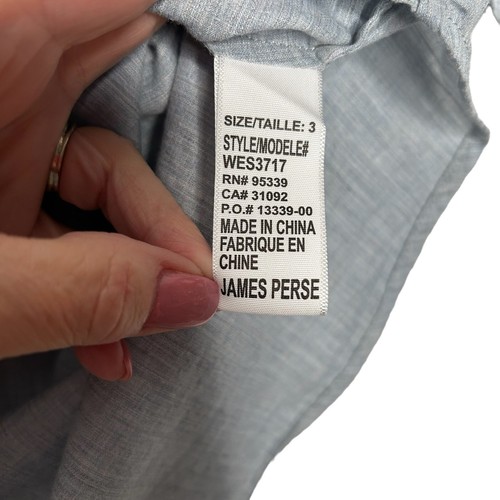 SIZE/TAILLE: 3
STYLE/MODELE#
WES3717
RN# 95339
CA# 31092
P.O.# 13339-00
MADE IN CHINA
FABRIQUE EN
CHINE
JAMES PERSE